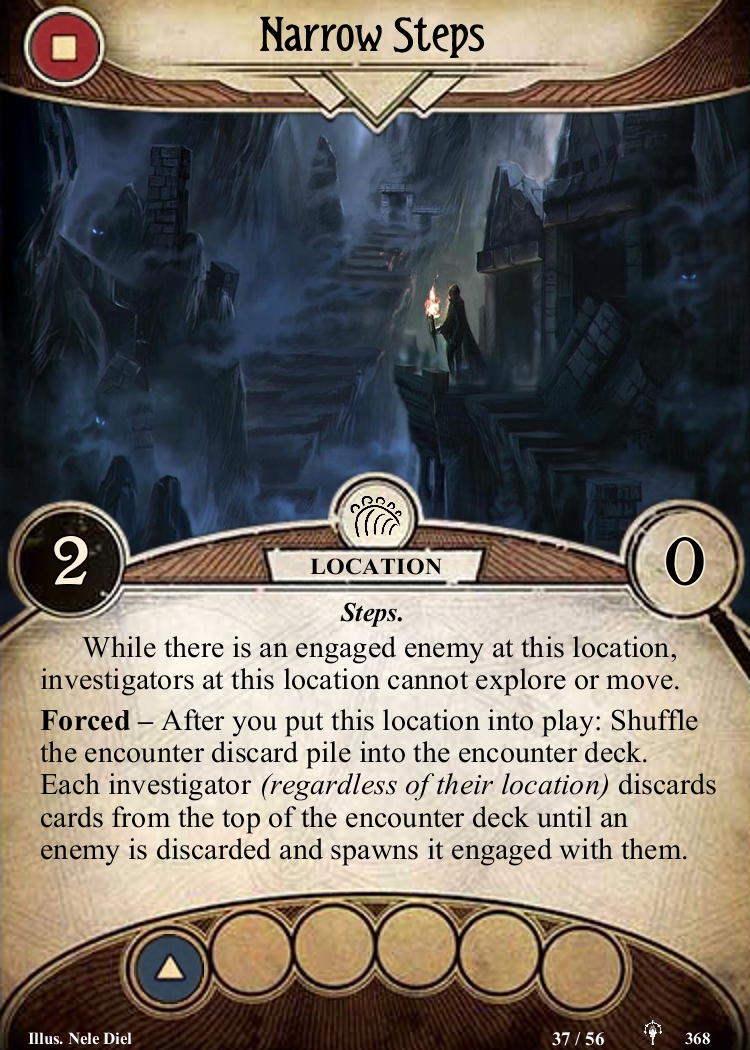 Narrow Steps
2
LOCATION
0
Steps.
While there is an engaged enemy at this location,
investigators at this location cannot explore or move.
Forced – After you put this location into play: Shuffle
the encounter discard pile into the encounter deck.
Each investigator (regardless of their location) discards
cards from the top of the encounter deck until an
enemy is discarded and spawns it engaged with them.
Illus. Nele Diel
37 / 56
368